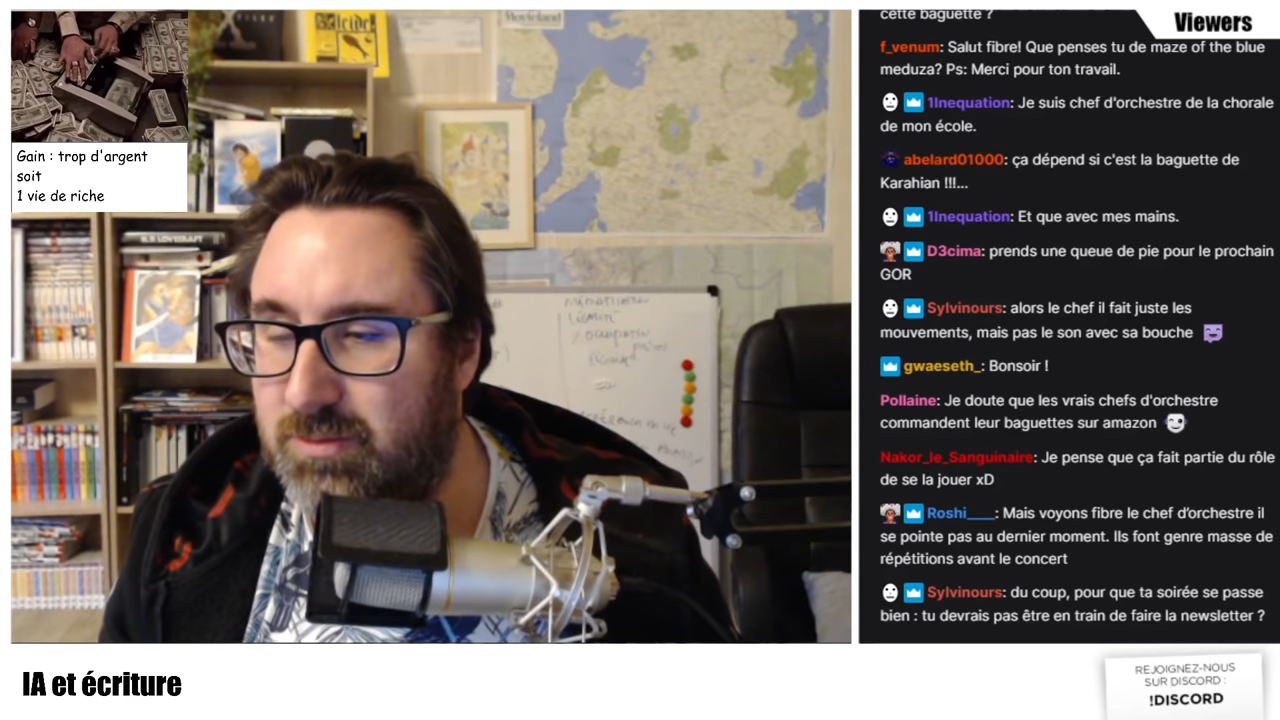 Gain : trop d'argent
soit
1 vie de riche
Movieland
H.P. LOVECRAFT
Viewers
cette baguette ?
f_venum: Salut fibre! Que penses tu de maze of the blue
meduza? Ps: Merci pour ton travail.
1Inequation: Je suis chef d'orchestre de la chorale
de mon école.
abelard01000: ça dépend si c'est la baguette de
Karahian !!!...
1Inequation: Et que avec mes mains.
D3cima: prends une queue de pie pour le prochain
GOR
Sylvinours: alors le chef il fait juste les
mouvements, mais pas le son avec sa bouche
gwaeseth_: Bonsoir !
Pollaine: Je doute que les vrais chefs d'orchestre
commandent leur baguettes sur amazon
Nakor_le_Sanguinaire: Je pense que ça fait partie du rôle
de se la jouer xD
Roshi____: Mais voyons fibre le chef d'orchestre il
se pointe pas au dernier moment. Ils font genre masse de
répétitions avant le concert
Sylvinours: du coup, pour que ta soirée se passe
bien : tu devrais pas être en train de faire la newsletter ?
IA et écriture
REJOIGNEZ-NOUS
SUR DISCORD :
!DISCORD